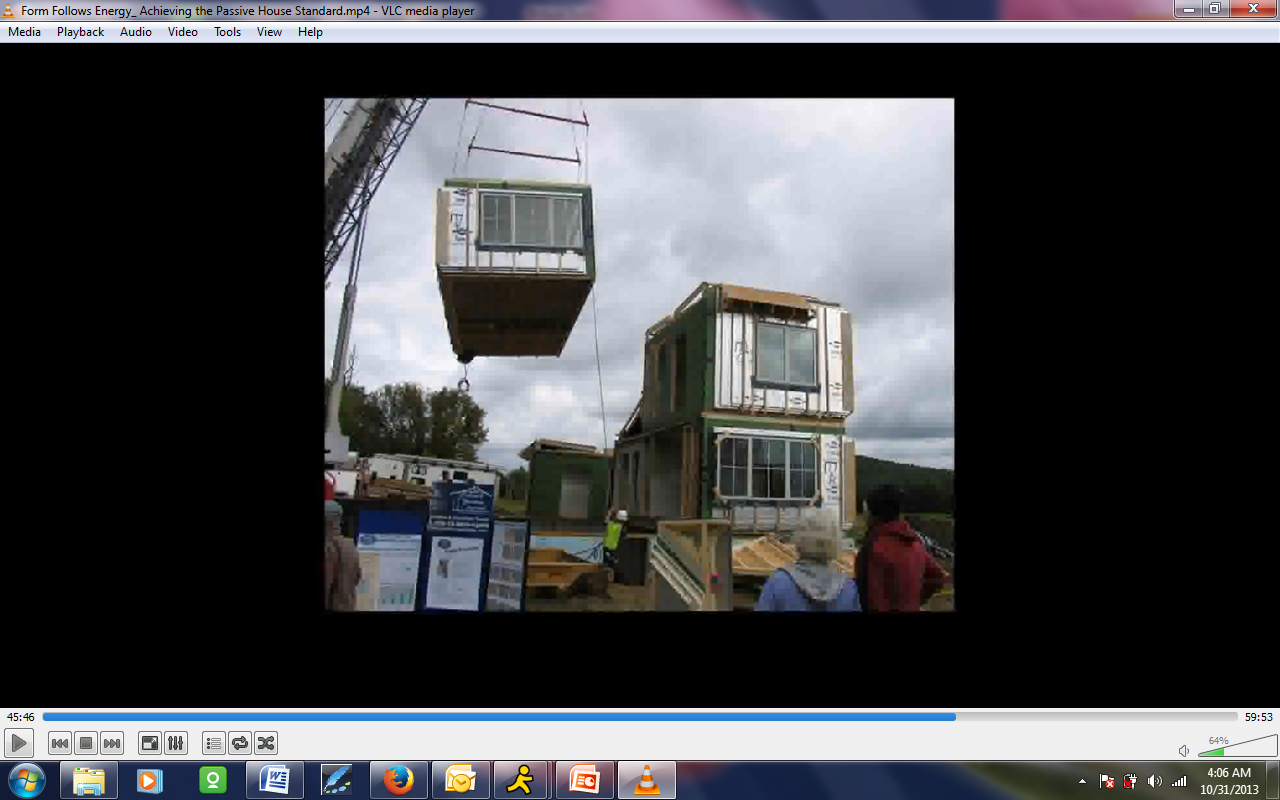 Form Follows Energy_ Achieving the Passive House Standard.mp4 - VLC media player
Media Playback Audio Video Tools View Help
45:46
59:53
64%
4:06 AM
10/31/2013